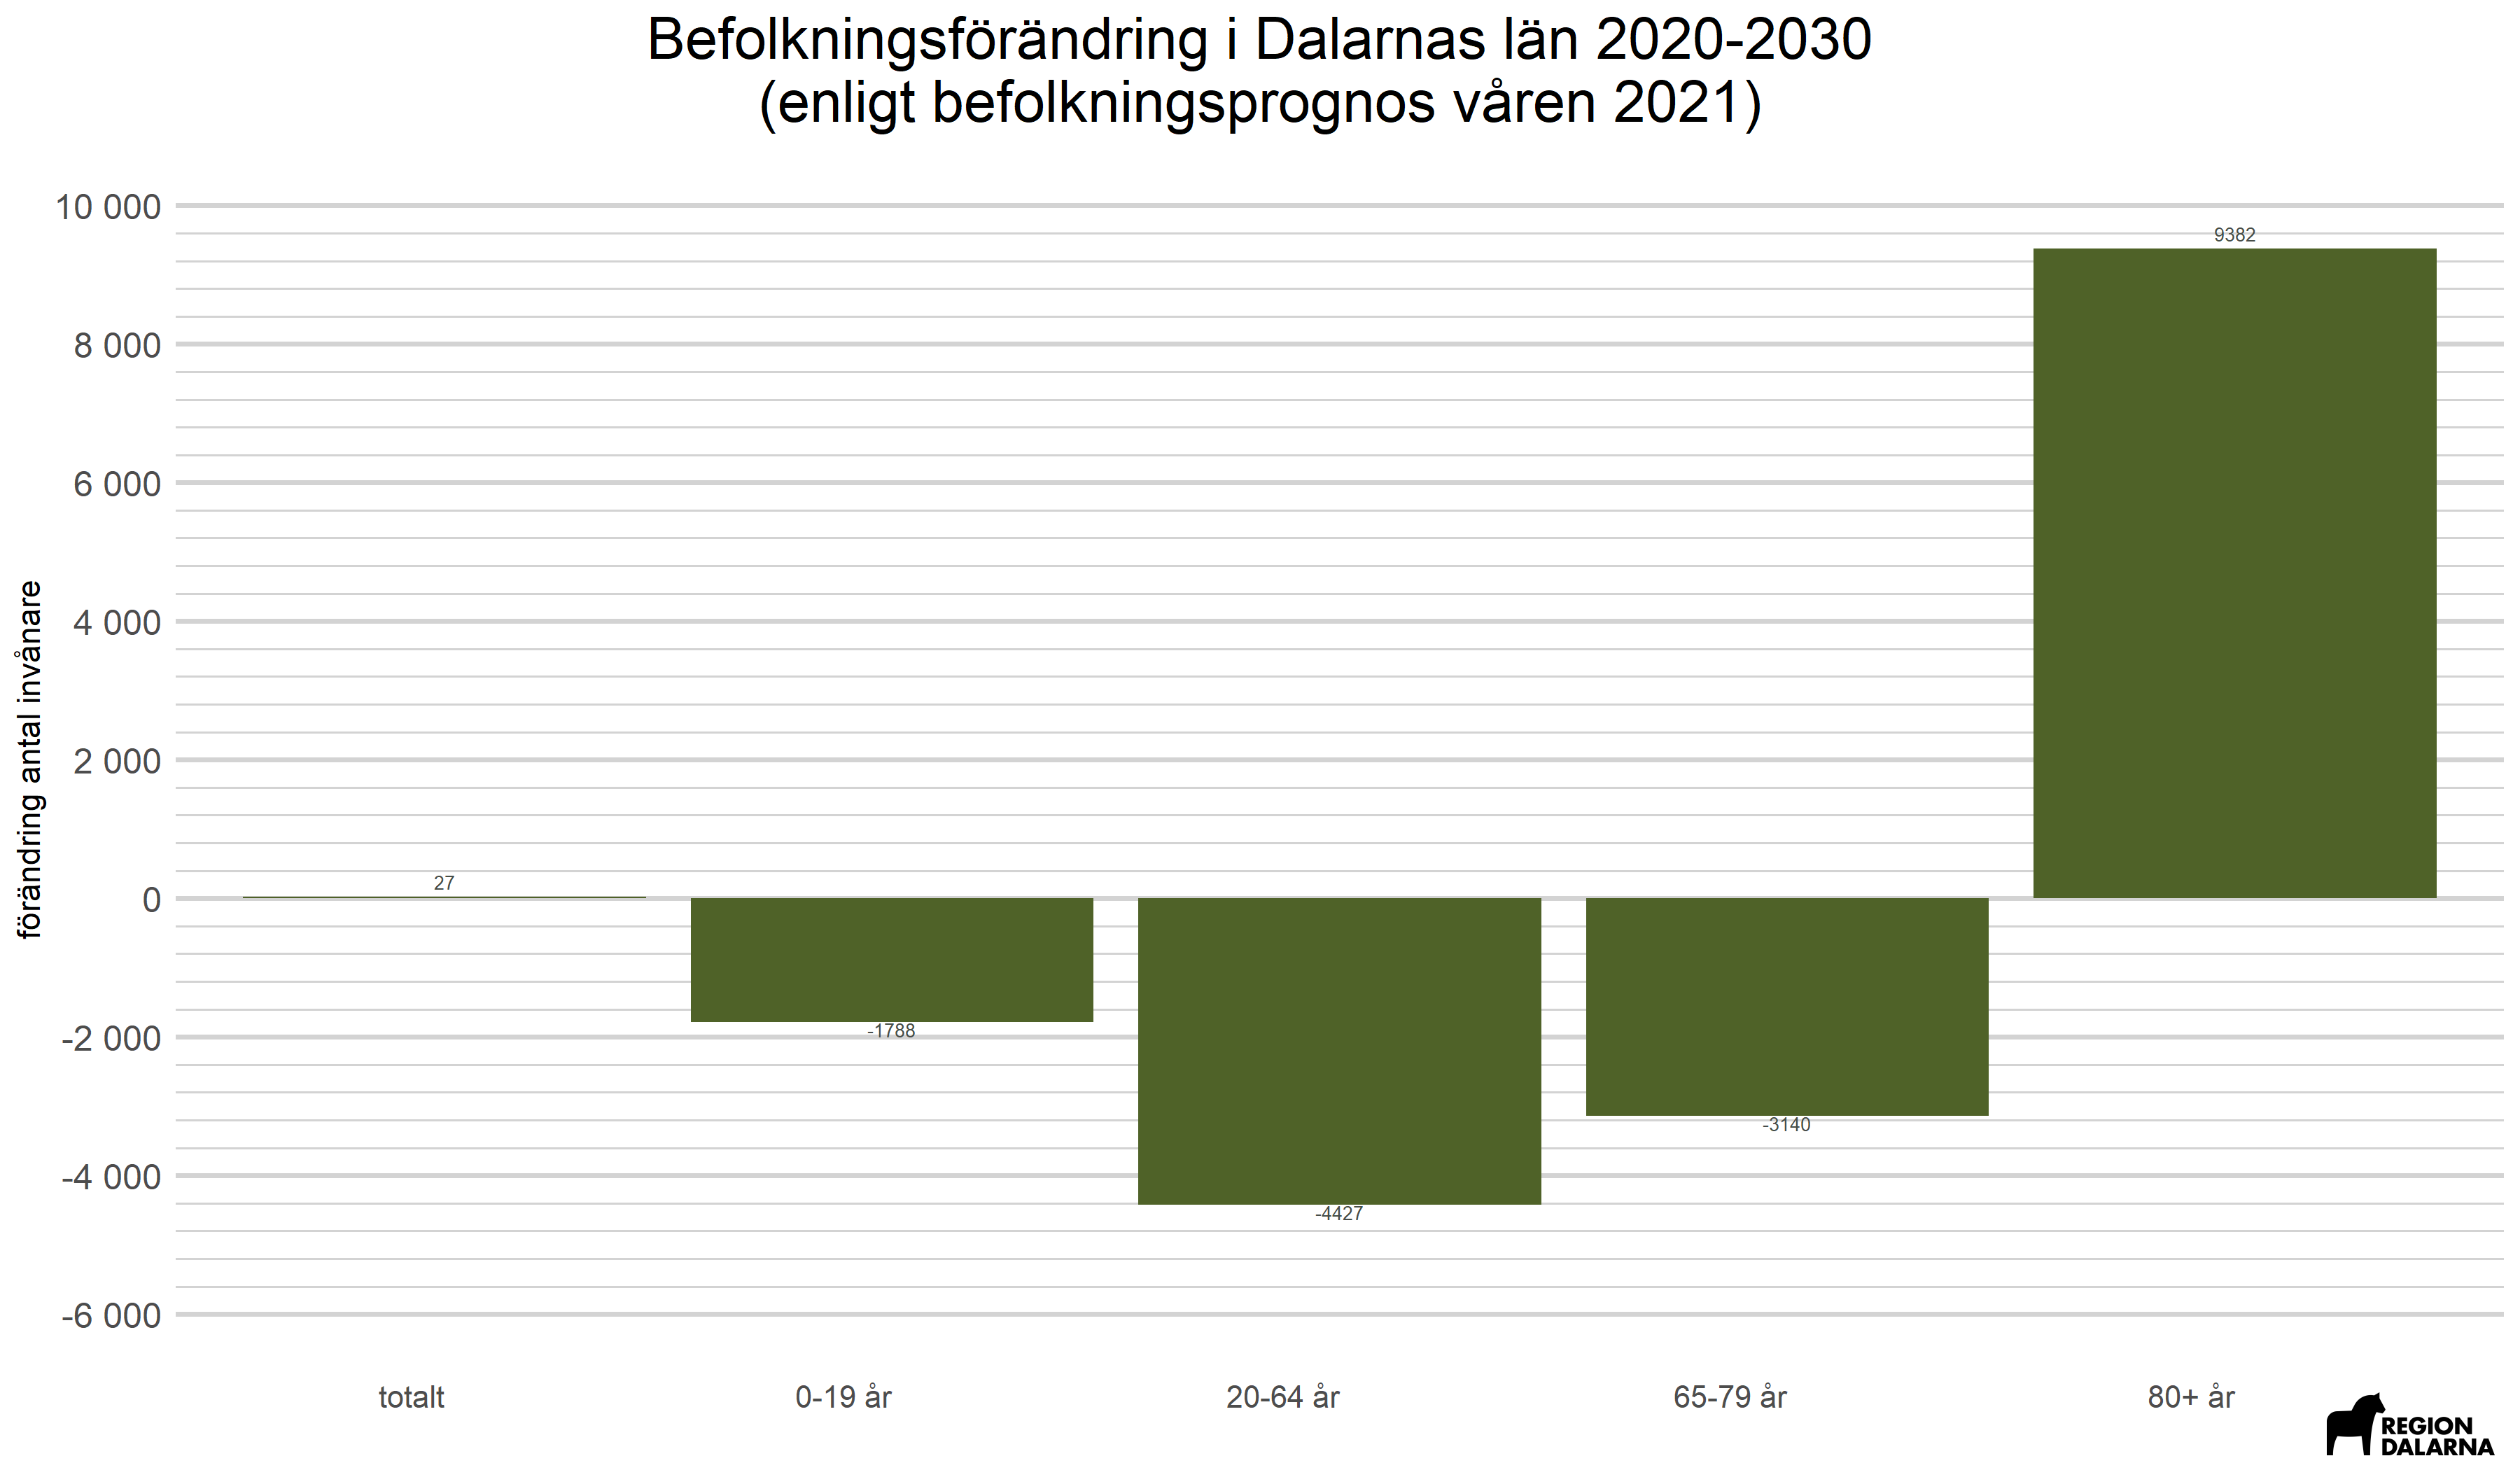 Befolkningsförändring i Dalarnas län 2020-2030
(enligt befolkningsprognos våren 2021)
förändring antal invånare
10 000
8 000
6 000
4 000
2 000
0
-2 000
-4 000
-6 000
27
-1788
-4427
-3140
9382
totalt
0-19 år
20-64 år
65-79 år
80+ år
REGION
DALARNA